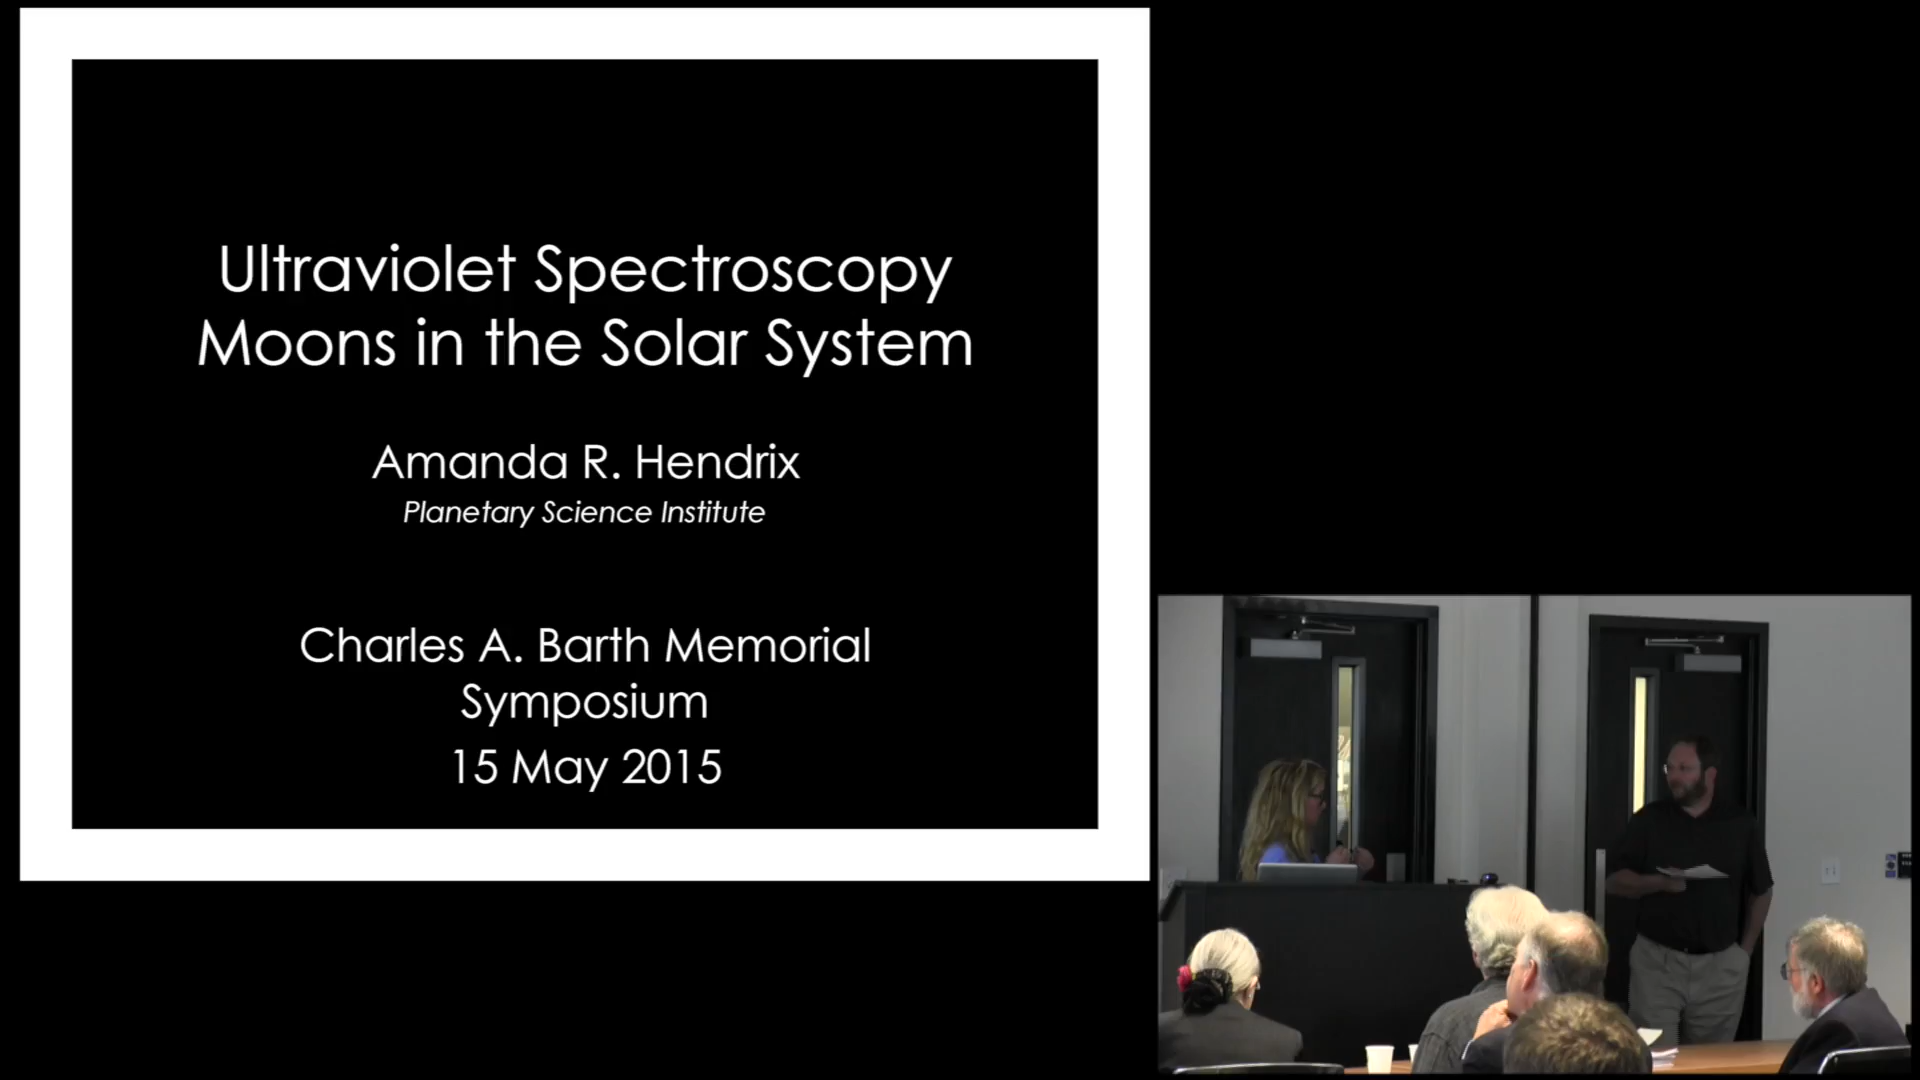 Ultraviolet Spectroscopy
Moons in the Solar System
Amanda R. Hendrix
Planetary Science Institute
Charles A. Barth Memorial
Symposium
15 May 2015